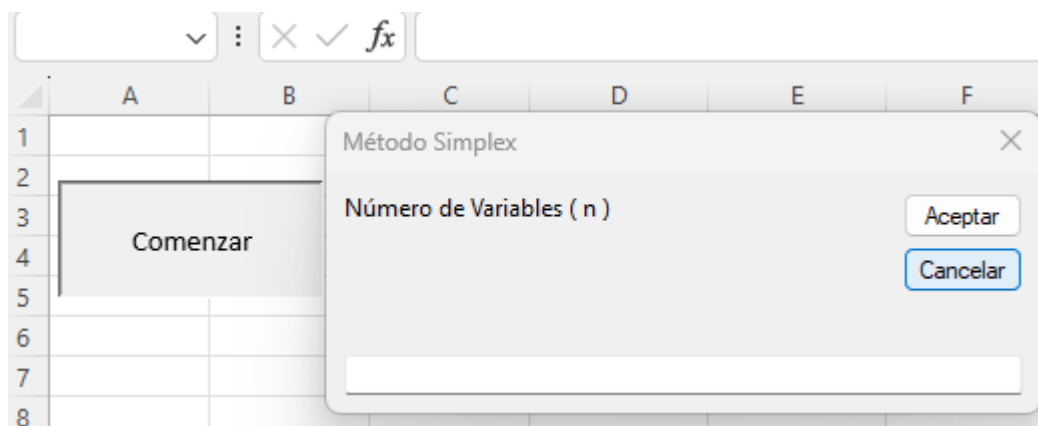 fx
A B C D E F
1
Método Simplex
2
Número de Variables ( n )
Aceptar
3
Comenzar
4
Cancelar
5
6
7
8